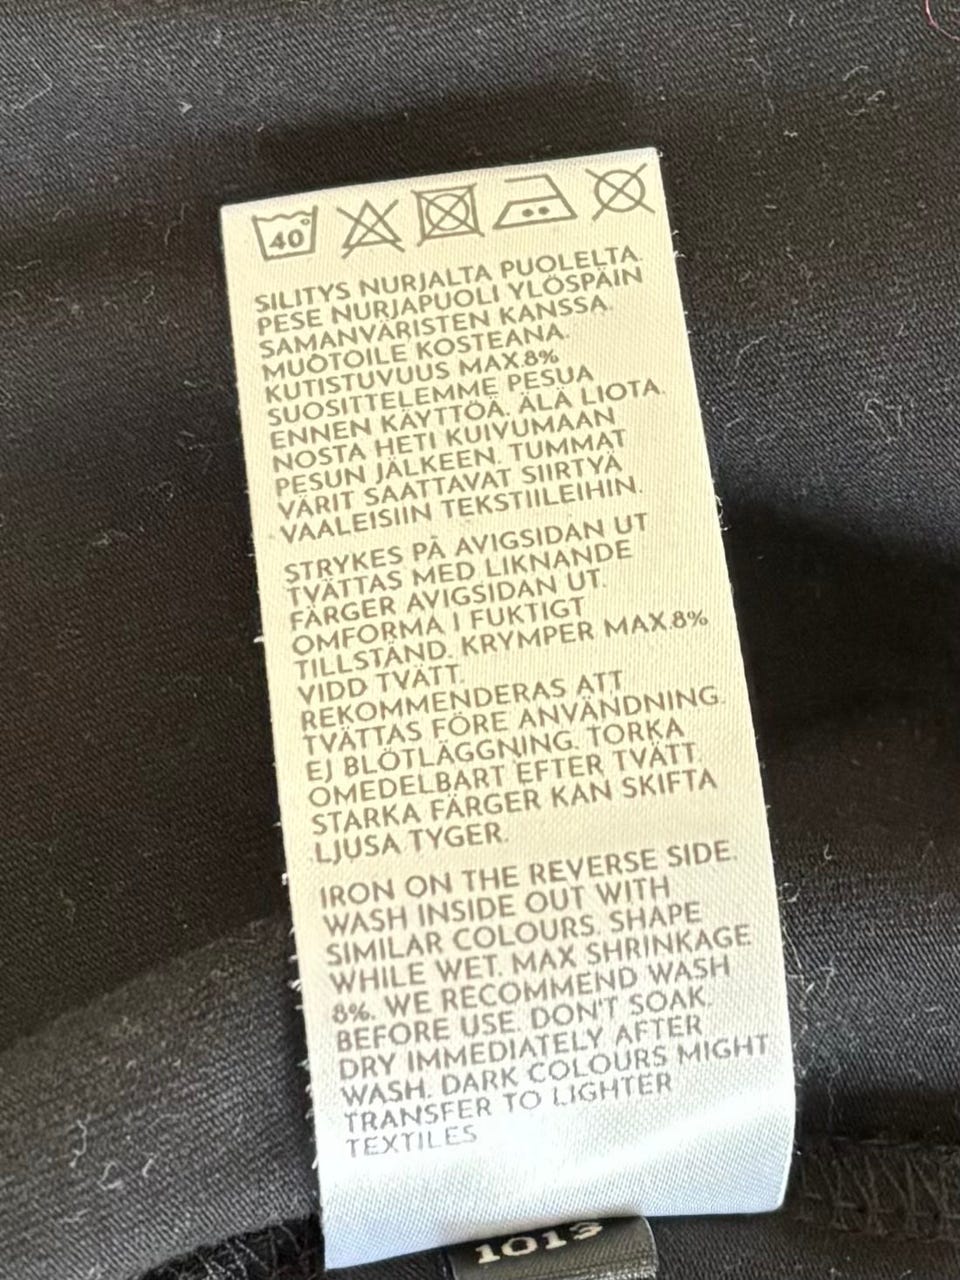 40°
SILITYS NURJALTA PUOLELTA.
PESE NURJAPUOLI YLÖSPÄIN
SAMANVÄRISTEN KANSSA.
MUOTOILE KOSTEANA.
KUTISTUVUUS MAX.8%
SUOSITTELEMME PESUA
ENNEN KÄYTTÖÄ. ÄLÄ LIOTA.
NOSTA HETI KUIVUMAAN
PESUN JÄLKEEN. TUMMAT
VÄRIT SAATTAVAT SIIRTYÄ
VAALEISIIN TEKSTIILEIHIN.
STRYKES PÅ AVIGSIDAN UT
TVÄTTAS MED LIKNANDE
FÄRGER AVIGSIDAN UT.
OMFORMA I FUKTIGT
TILLSTÅND. KRYMPER MAX.8%
VIDD TVÄTT.
REKOMMENDERAS ATT
TVÄTTAS FÖRE ANVÄNDNING.
EJ BLÖTLÄGGNING. TORKA
OMEDELBART EFTER TVÄTT.
STARKA FÄRGER KAN SKIFTA
LJUSA TYGER.
IRON ON THE REVERSE SIDE.
WASH INSIDE OUT WITH
SIMILAR COLOURS. SHAPE
WHILE WET. MAX SHRINKAGE
8%. WE RECOMMEND WASH
BEFORE USE. DON'T SOAK.
DRY IMMEDIATELY AFTER
WASH. DARK COLOURS MIGHT
TRANSFER TO LIGHTER
TEXTILES
1013